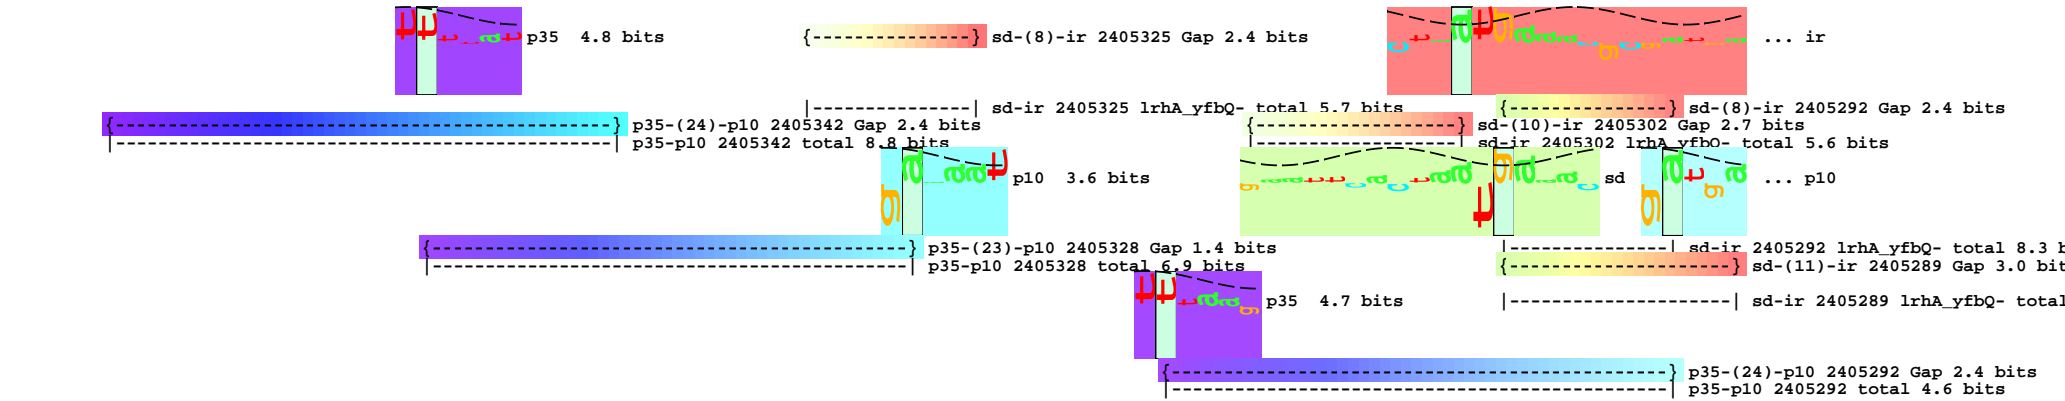 p35 4.8 bits
{---------------} sd-(8)-ir 2405325 Gap 2.4 bits
... ir
|---------------| sd-ir 2405325 lrhA_yfbQ- total 5.7 bits
{---------------} sd-(8)-ir 2405292 Gap 2.4 bits
p35-(24)-p10 2405342 Gap 2.4 bits
sd-(10)-ir 2405302 Gap 2.7 bits
p35-p10 2405342 total 8.8 bits
sd-ir 2405302 lrhA_yfbQ- total 5.6 bits
p10 3.6 bits
sd
... p10
p35-(23)-p10 2405328 Gap 1.4 bits
sd-ir 2405292 lrhA_yfbQ- total 8.3 b
p35-p10 2405328 total 6.9 bits
sd-(11)-ir 2405289 Gap 3.0 bit
p35 4.7 bits
sd-ir 2405289 lrhA_yfbQ- total
p35-(24)-p10 2405292 Gap 2.4 bits
p35-p10 2405292 total 4.6 bits